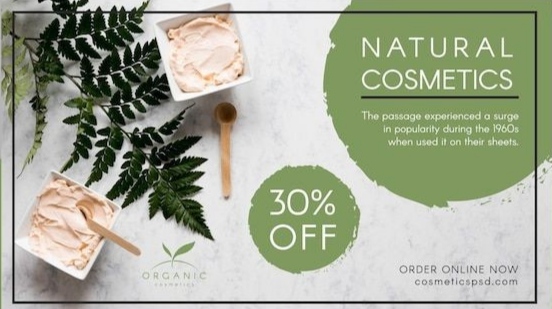 NATURAL
COSMETICS
The passage experienced a surge
in popularity during the 1960s
when used it on their sheets.
30%
OFF
ORGANIC
COSMETICS
ORDER ONLINE NOW
cosmeticspsd.com